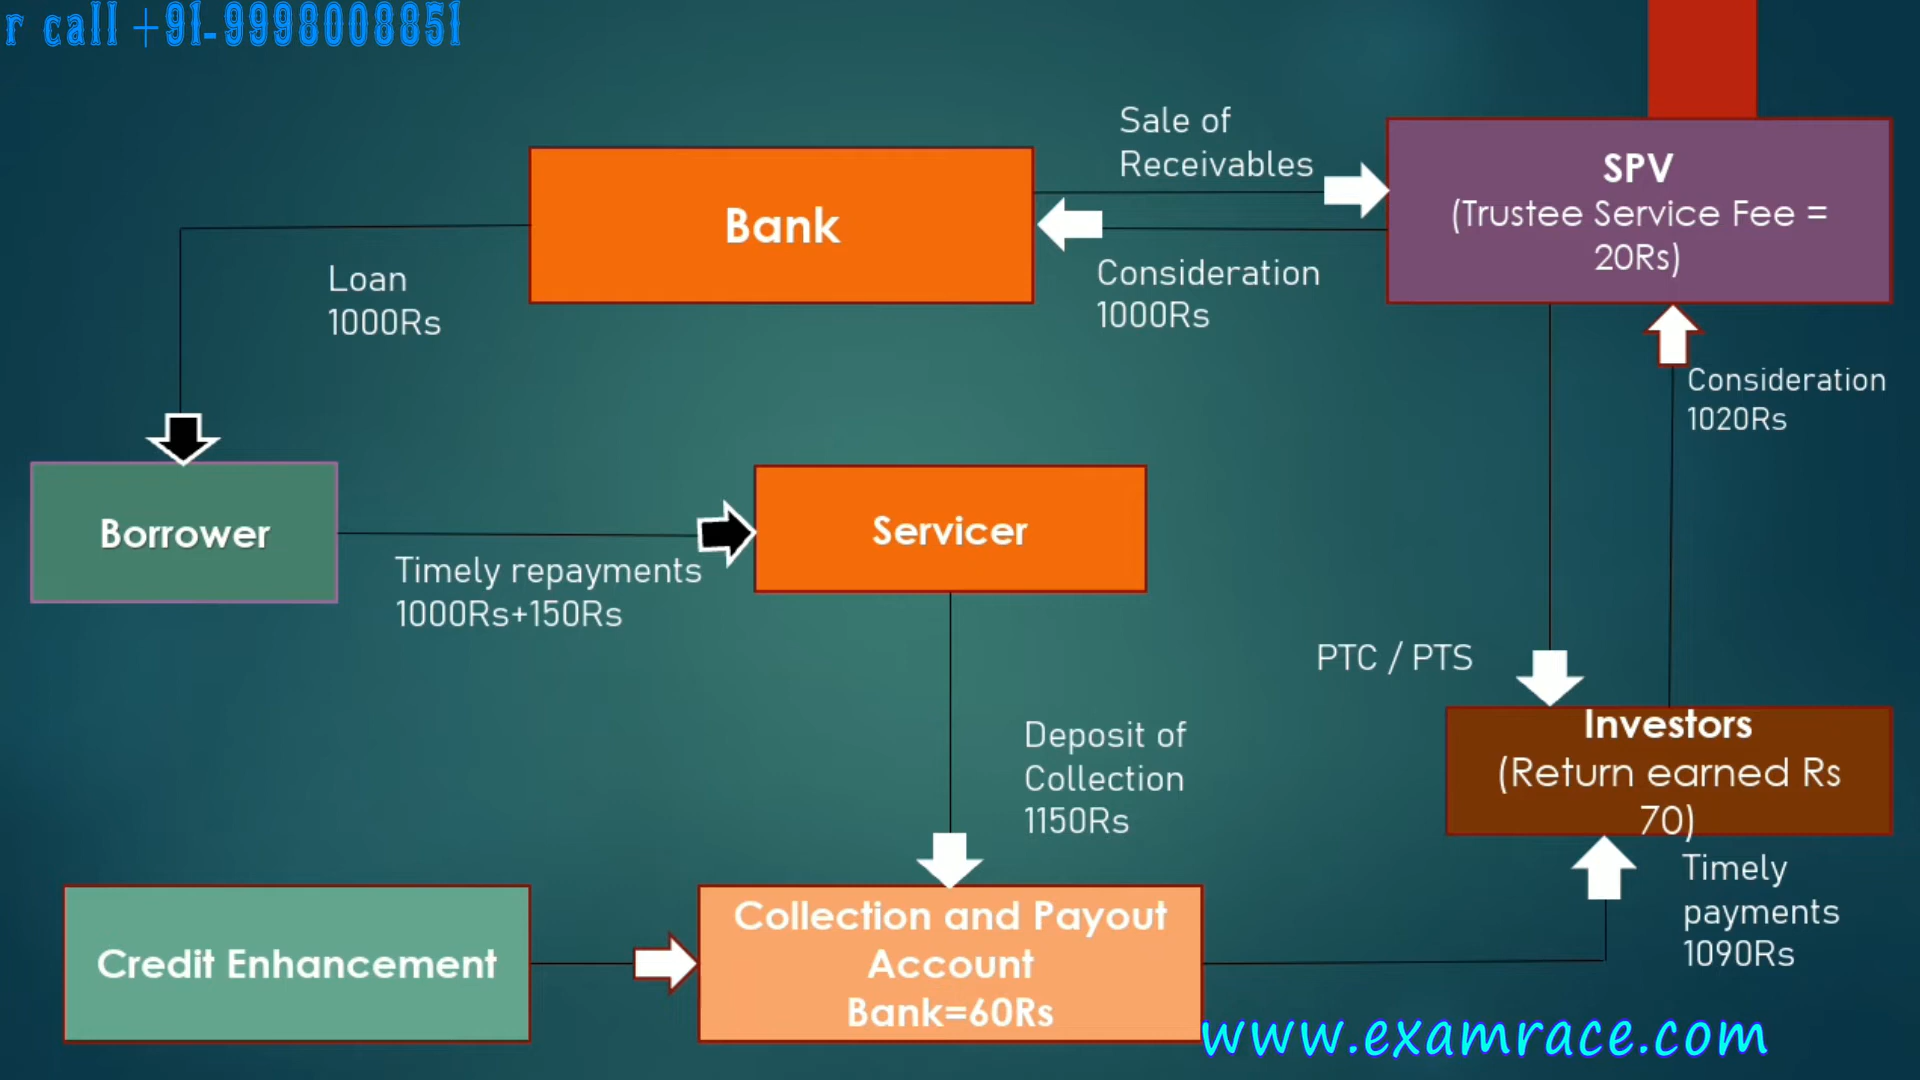 r call +91-9998008851
Sale of
Receivables
Bank
SPV
(Trustee Service Fee =
20Rs)
Loan
1000Rs
Consideration
1000Rs
Consideration
1020Rs
Borrower
Servicer
Timely repayments
1000Rs+150Rs
PTC / PTS
Deposit of
Collection
1150Rs
Investors
(Return earned Rs
70)
Timely
payments
1090Rs
Credit Enhancement
Collection and Payout
Account
Bank=60Rs
www.examrace.com